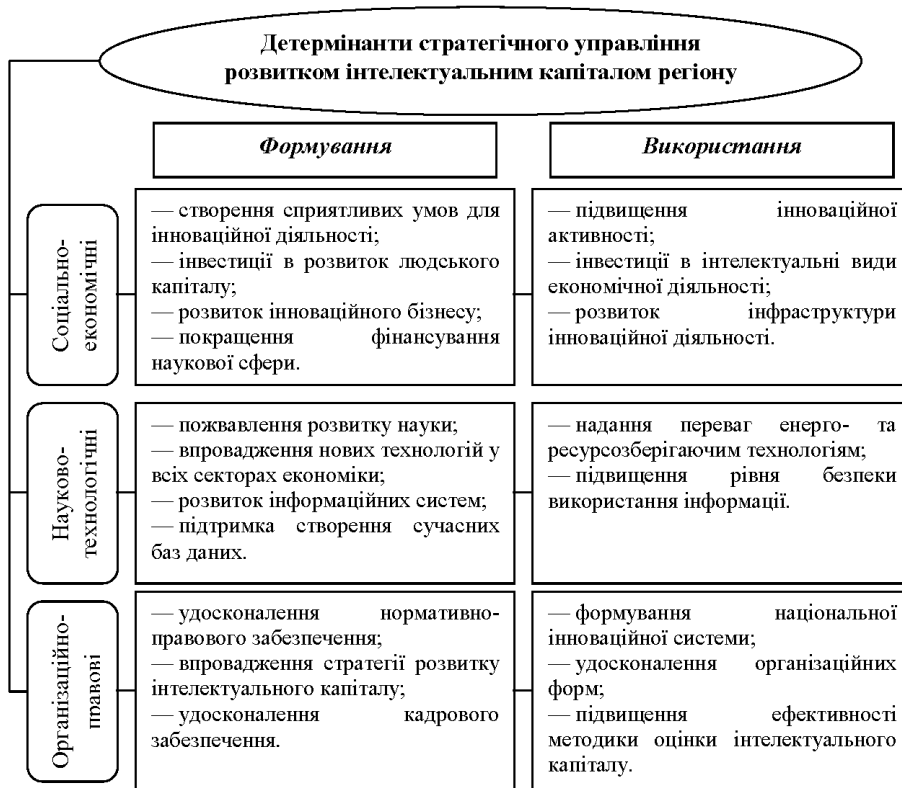 Детермінанти стратегічного управління
розвитком інтелектуальним капіталом регіону
Формування
Використання
Соціально-
економічні
— створення сприятливих умов для
інноваційної діяльності;
— інвестиції в розвиток людського
капіталу;
— розвиток інноваційного бізнесу;
— покращення фінансування
наукової сфери.
— підвищення інноваційної
активності;
— інвестиції в інтелектуальні види
економічної діяльності;
— розвиток інфраструктури
інноваційної діяльності.
Науково-
технологічні
— пожвавлення розвитку науки;
— впровадження нових технологій у
всіх секторах економіки;
— розвиток інформаційних систем;
— підтримка створення сучасних
баз даних.
— надання переваг енерго- та
ресурсозберігаючим технологіям;
— підвищення рівня безпеки
використання інформації.
Організаційно-
правові
— удосконалення нормативно-
правового забезпечення;
— впровадження стратегії розвитку
інтелектуального капіталу;
— удосконалення кадрового
забезпечення.
— формування національної
інноваційної системи;
— удосконалення організаційних
форм;
— підвищення ефективності
методики оцінки інтелектуального
капіталу.